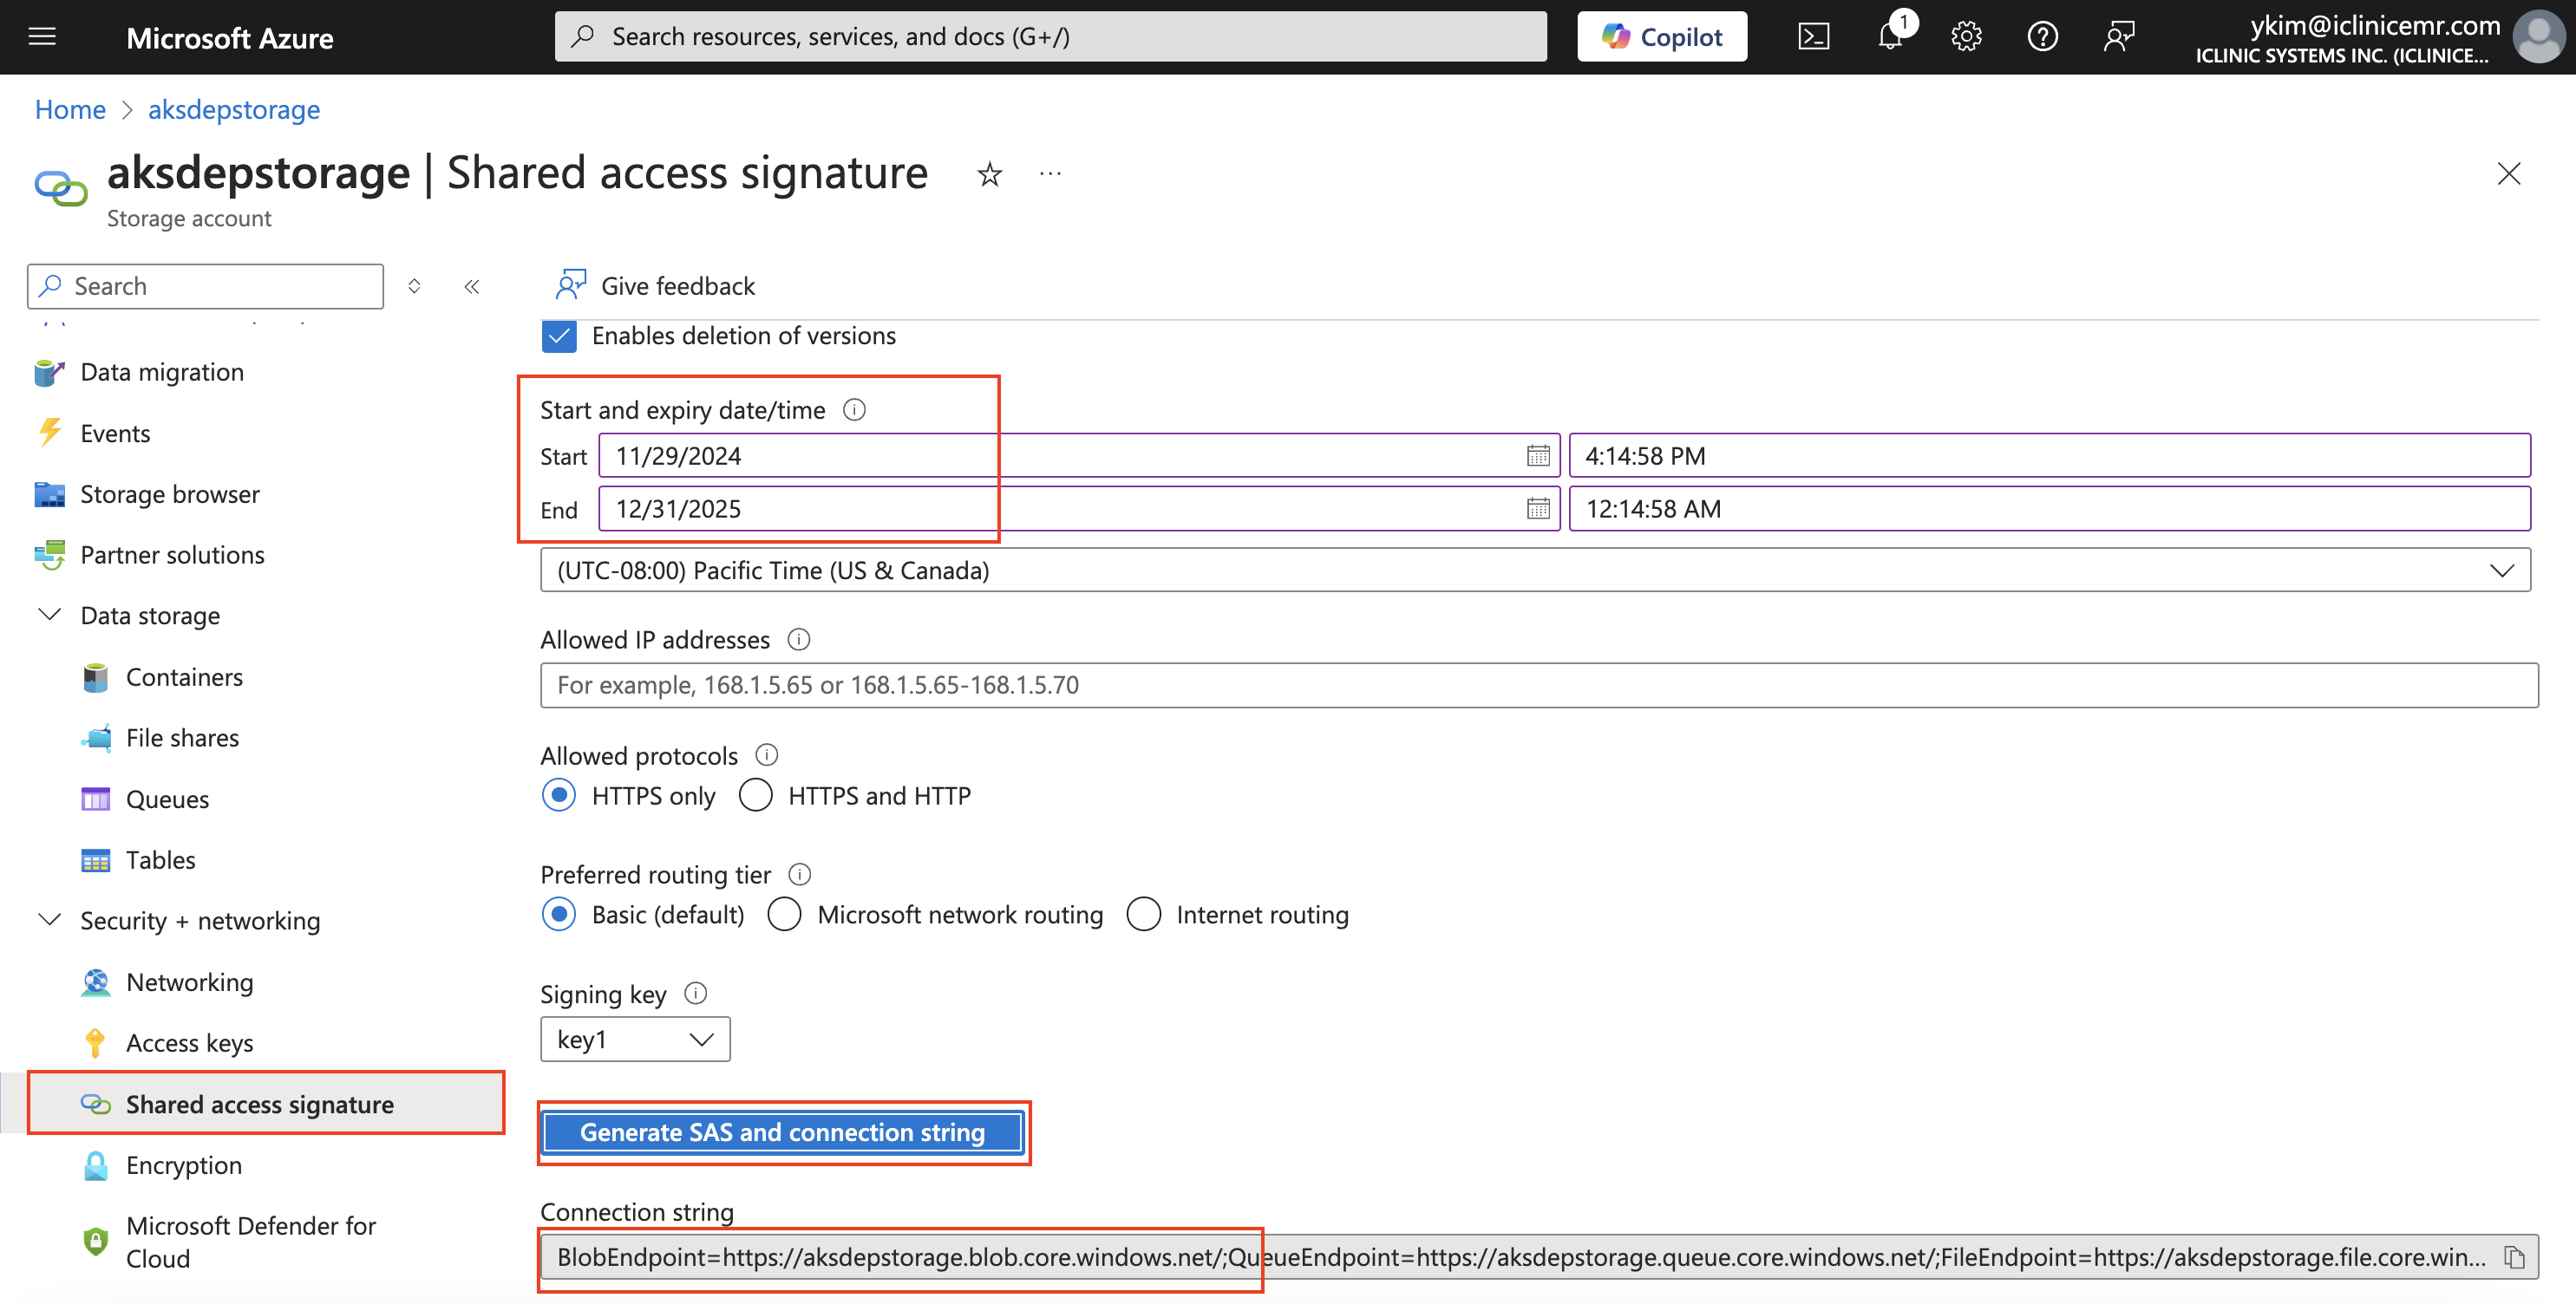 Microsoft Azure
Search resources, services, and docs (G+/)
Copilot
1
ykim@iclinicemr.com
ICLINIC SYSTEMS INC. (ICLINICE...
Home > aksdepstorage
aksdepstorage | Shared access signature
...
Storage account
Search
Give feedback
Data migration
Events
Storage browser
Partner solutions
Data storage
Containers
File shares
Queues
Tables
Security + networking
Networking
Access keys
Shared access signature
Encryption
Microsoft Defender for
Cloud
Enables deletion of versions
Start and expiry date/time
Start 11/29/2024 4:14:58 PM
End 12/31/2025 12:14:58 AM
(UTC-08:00) Pacific Time (US & Canada)
Allowed IP addresses
For example, 168.1.5.65 or 168.1.5.65-168.1.5.70
Allowed protocols
HTTPS only HTTPS and HTTP
Preferred routing tier
Basic (default) Microsoft network routing Internet routing
Signing key
key1
Generate SAS and connection string
Connection string
BlobEndpoint=https://aksdepstorage.blob.core.windows.net/;QueueEndpoint=https://aksdepstorage.queue.core.windows.net/;FileEndpoint=https://aksdepstorage.file.core.win...